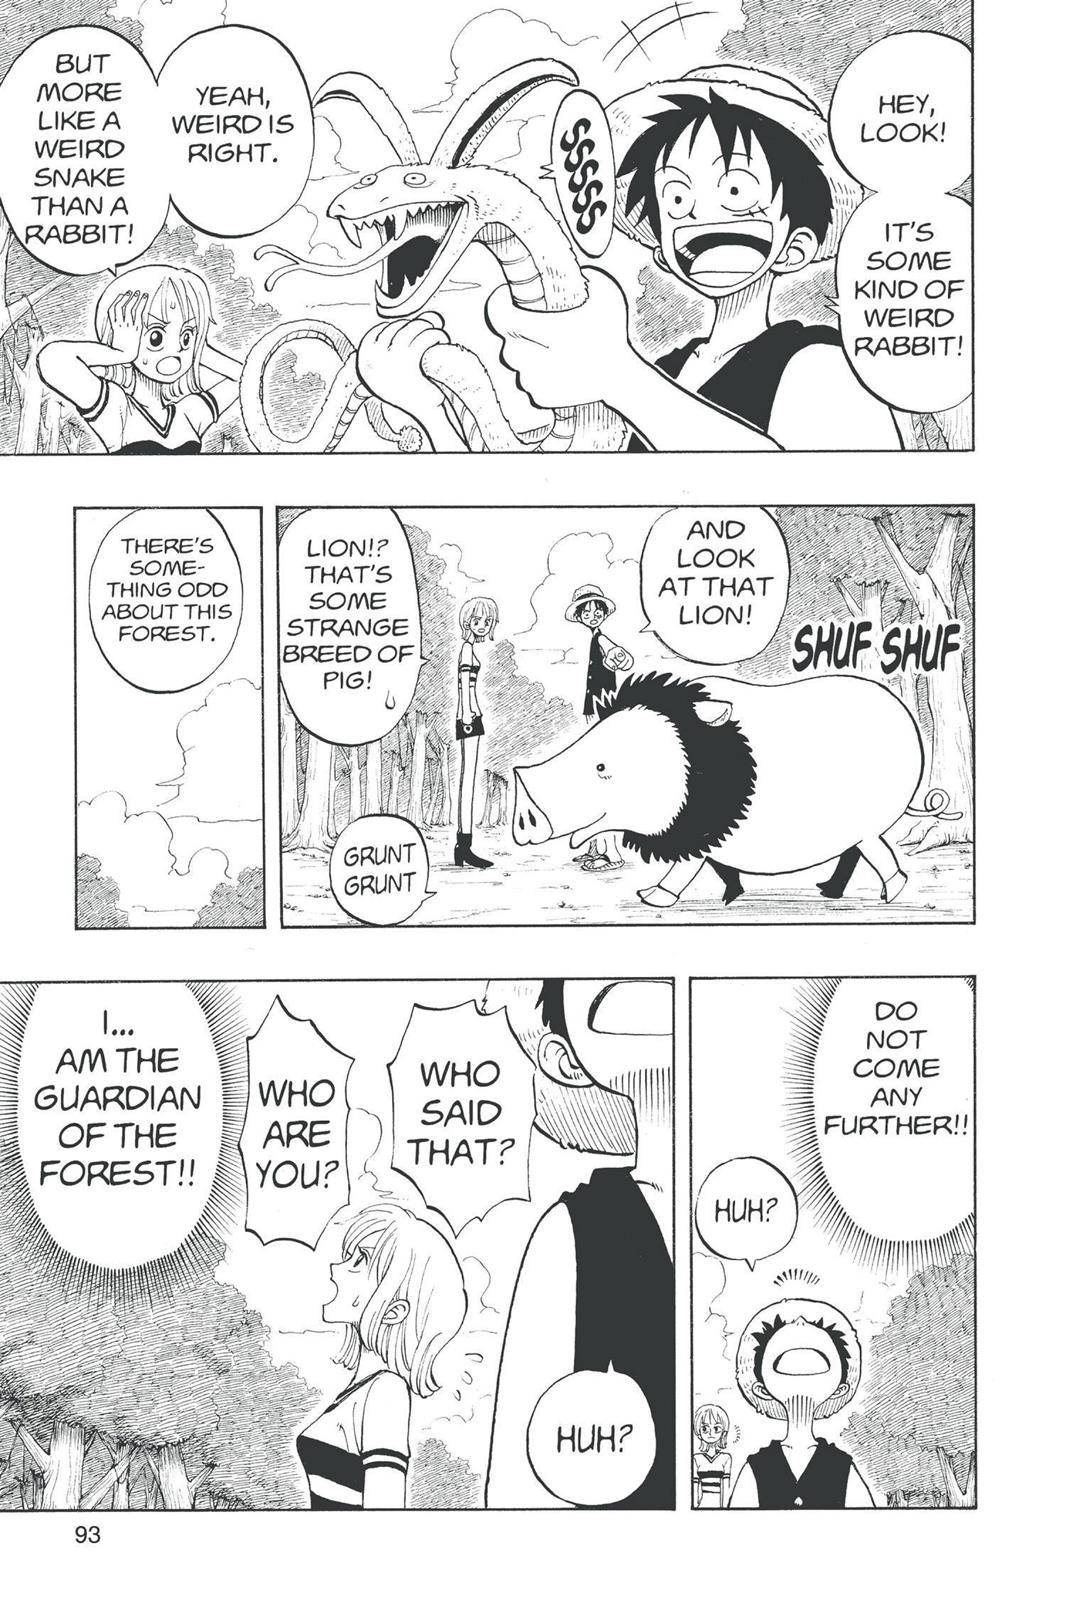 HEY,
LOOK!
IT'S
SOME
KIND OF
WEIRD
RABBIT!
SSSSS
YEAH,
WEIRD IS
RIGHT.
BUT
MORE
LIKE A
WEIRD
SNAKE
THAN A
RABBIT!
AND
LOOK
AT THAT
LION!
SHUF SHUF
LION!?
THAT'S
SOME
STRANGE
BREED OF
PIG!
GRUNT
GRUNT
THERE'S
SOME-
THING ODD
ABOUT THIS
FOREST.
DO
NOT
COME
ANY
FURTHER!!
HUH?
WHO
SAID
THAT?
HUH?
WHO
ARE
YOU?
I...
AM THE
GUARDIAN
OF THE
FOREST!!
93